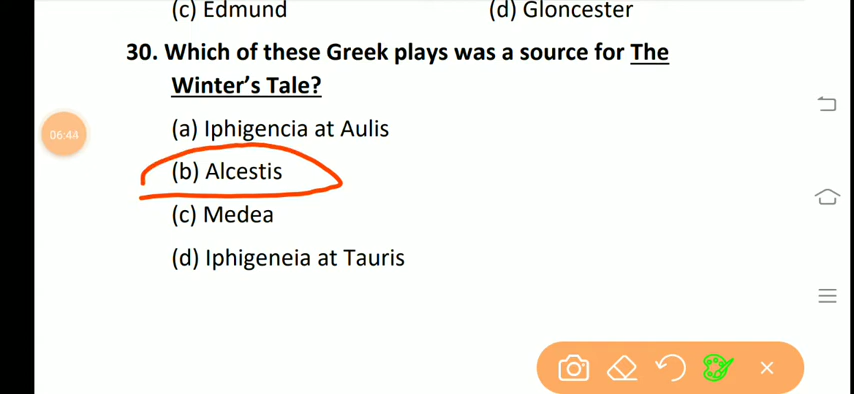 (c) Edmund (d) Gloncester
30. Which of these Greek plays was a source for The
Winter's Tale?
06:44
(a) Iphigencia at Aulis
(b) Alcestis
(c) Medea
(d) Iphigeneia at Tauris